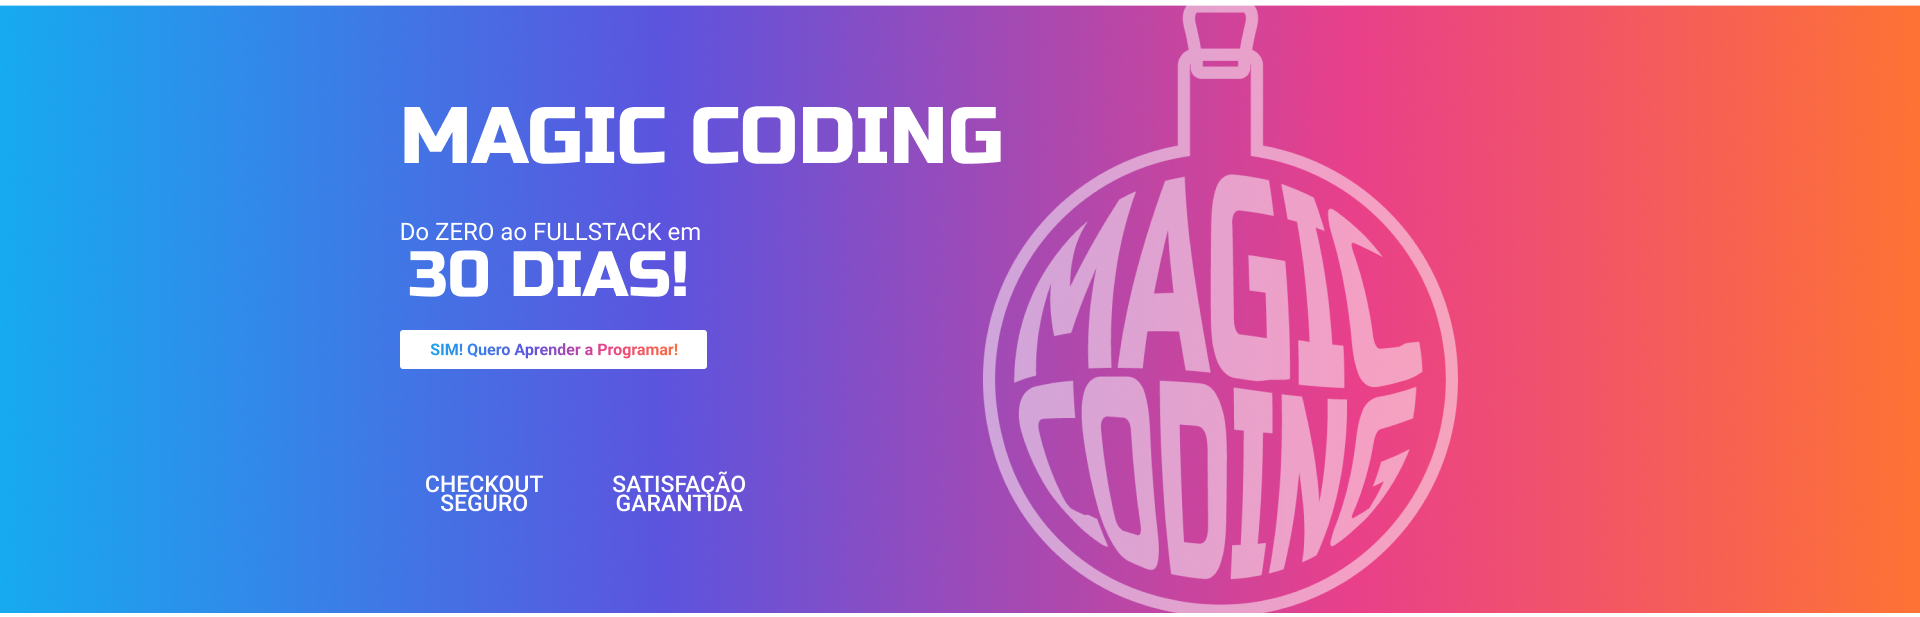 MAGIC CODING
Do ZERO ao FULLSTACK em
30 DIAS!
SIM! Quero Aprender a Programar!
CHECKOUT
SEGURO
SATISFAÇÃO
GARANTIDA
MAGIC
CODING